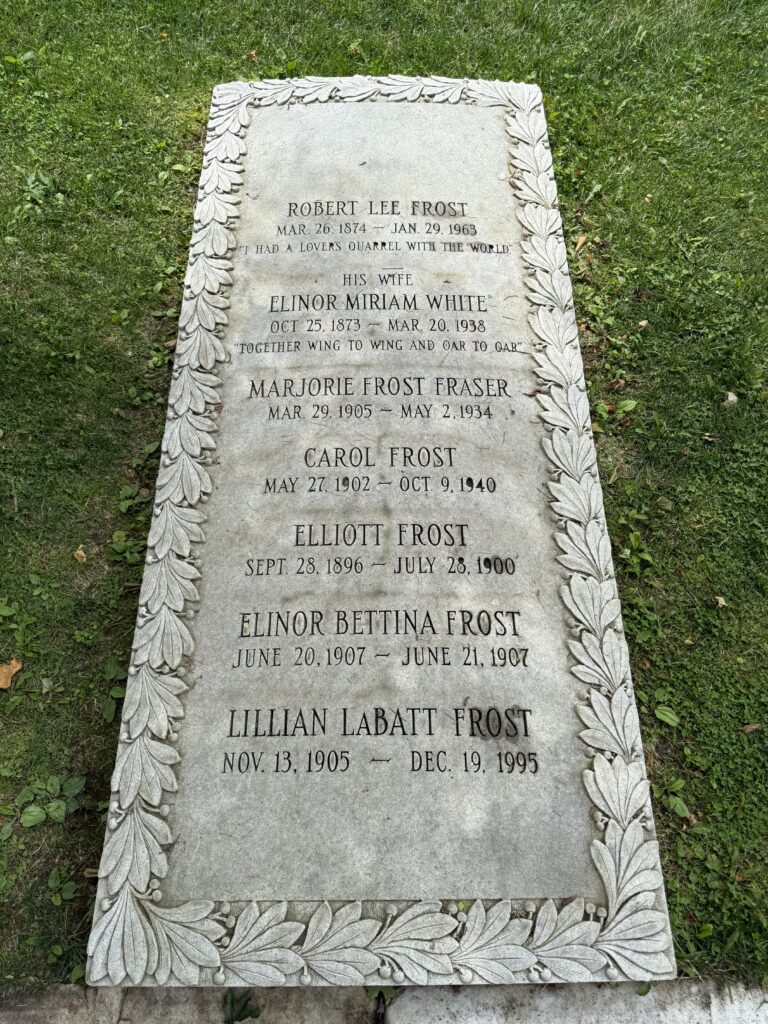 ROBERT LEE FROST
MAR. 26, 1874 – JAN. 29, 1963
"I HAD A LOVERS QUARREL WITH THE WORLD"
HIS WIFE
ELINOR MIRIAM WHITE
OCT. 25, 1873 – MAR. 20, 1938
"TOGETHER WING TO WING AND OAR TO OAR"
MARJORIE FROST FRASER
MAR. 29, 1905 – MAY 2, 1934
CAROL FROST
MAY 27, 1902 – OCT. 9, 1940
ELLIOTT FROST
SEPT. 28, 1896 – JULY 28, 1900
ELINOR BETTINA FROST
JUNE 20, 1907 – JUNE 21, 1907
LILLIAN LABATT FROST
NOV. 13, 1905 – DEC. 19, 1995